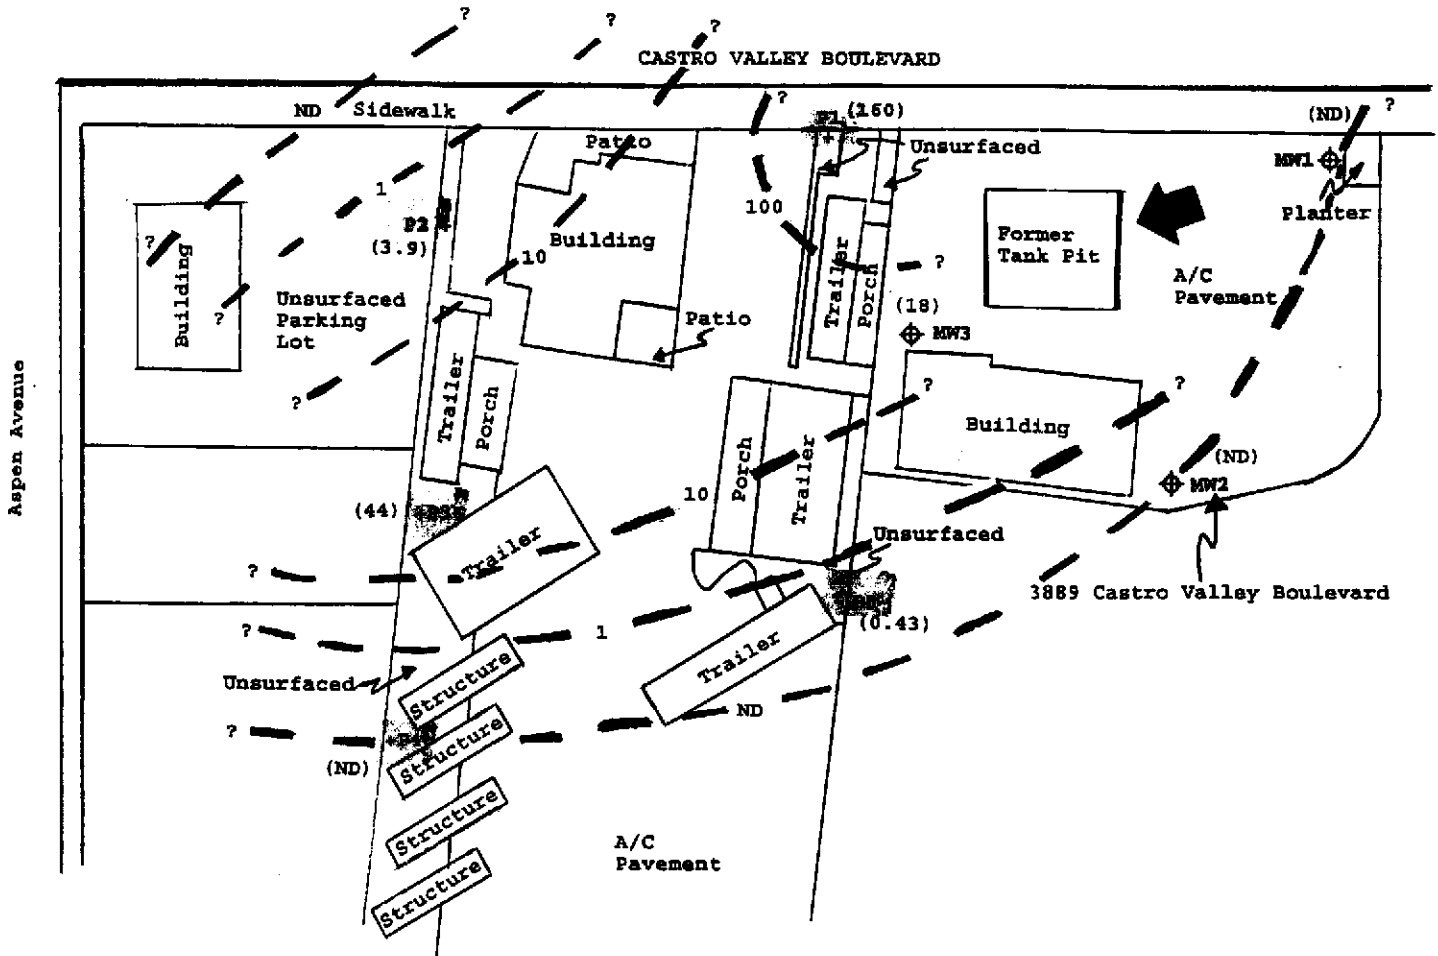 ?
?
?
CASTRO VALLEY BOULEVARD
?
ND Sidewalk
P1 (160)
(ND) ?
Patio
Unsurfaced
MW1
1
100
P2
(3.9)
Building
Planter
?
Building
Former
Tank Pit
10
Trailer
Porch
?
A/C
Pavement
Unsurfaced
Parking
Lot
?
(18)
MW3
Patio
Aspen Avenue
Trailer
Porch
?
?
?
Building
Porch
Trailer
(ND)
MW2
10
(44)
Trailer
Unsurfaced
?
3889 Castro Valley Boulevard
(0.43)
?
1
Trailer
Unsurfaced
Structure
ND
?
(ND)
Structure
Structure
A/C
Pavement
Structure